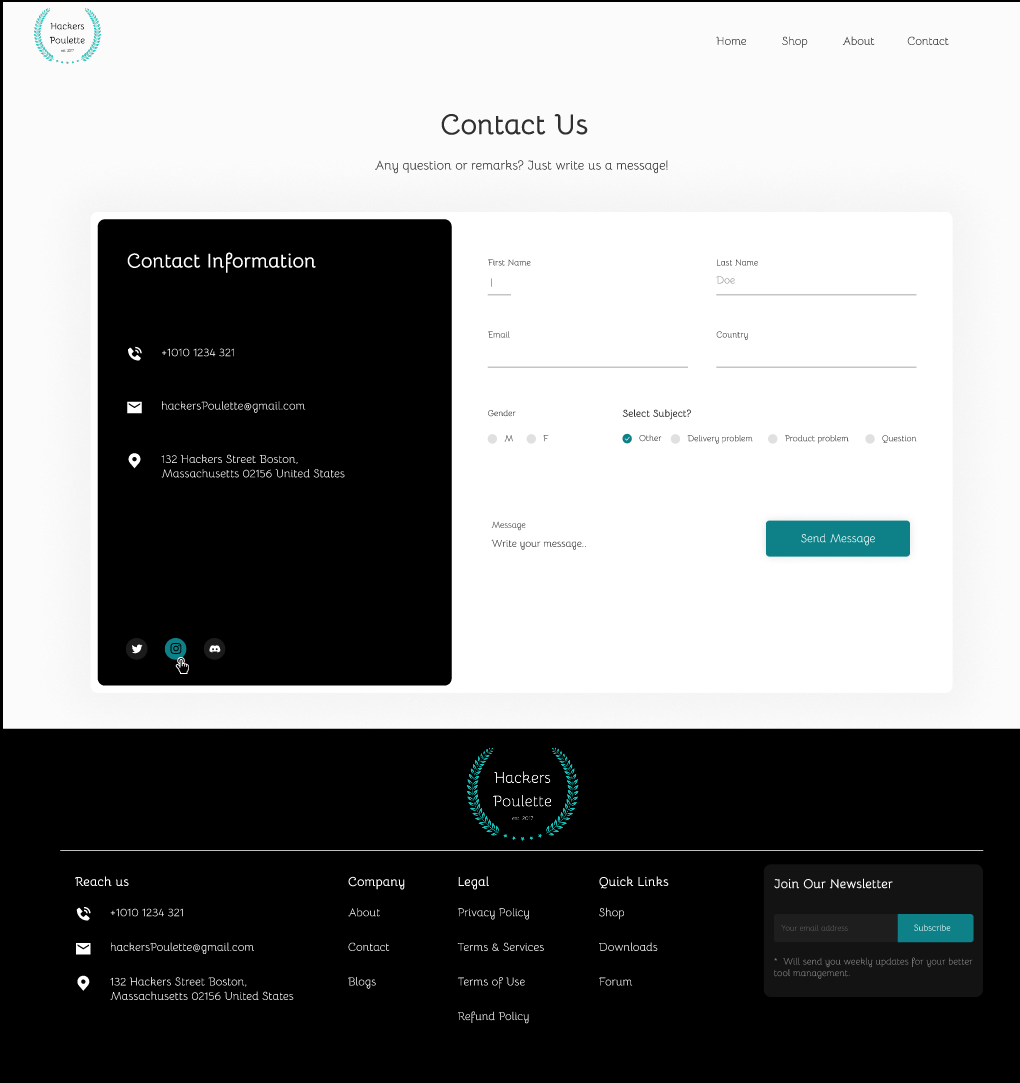 Hackers
Poulette
est. 2017
Home Shop About Contact
Contact Us
Any question or remarks? Just write us a message!
Contact Information
+1010 1234 321
hackersPoulette@gmail.com
132 Hackers Street Boston,
Massachusetts 02156 United States
First Name Last Name
Doe
Email Country
Gender Select Subject?
M F Other Delivery problem Product problem Question
Message
Write your message..
Send Message
Hackers
Poulette
est. 2017
Reach us
+1010 1234 321
hackersPoulette@gmail.com
132 Hackers Street Boston,
Massachusetts 02156 United States
Company
About
Contact
Blogs
Legal
Privacy Policy
Terms & Services
Terms of Use
Refund Policy
Quick Links
Shop
Downloads
Forum
Join Our Newsletter
Your email address Subscribe
* Will send you weekly updates for your better
tool management.